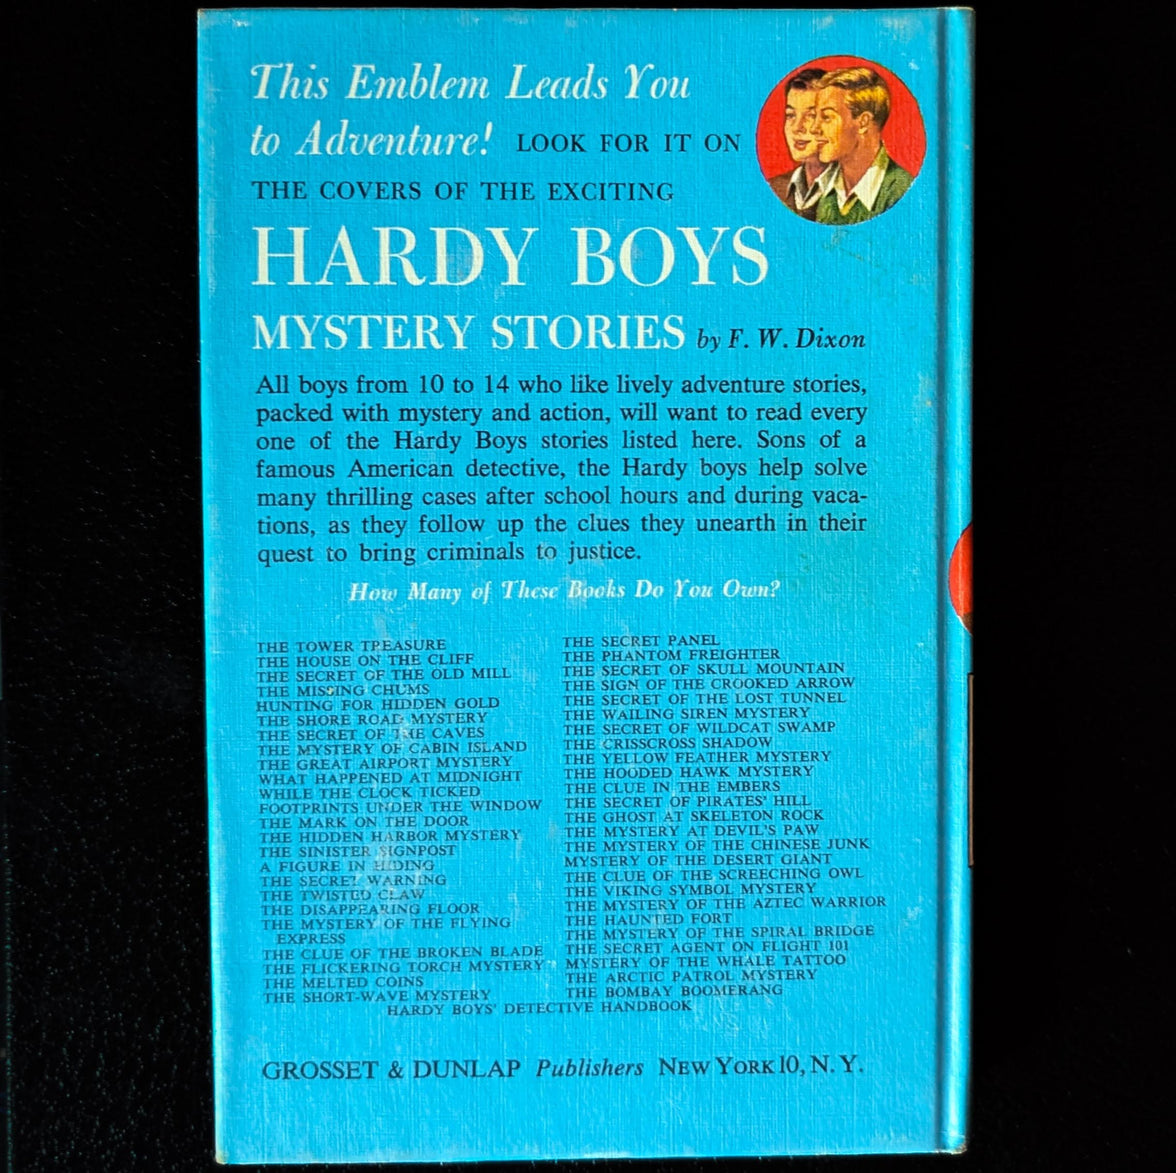 This Emblem Leads You
to Adventure! LOOK FOR IT ON
THE COVERS OF THE EXCITING
HARDY BOYS
MYSTERY STORIES by F. W. Dixon
All boys from 10 to 14 who like lively adventure stories,
packed with mystery and action, will want to read every
one of the Hardy Boys stories listed here. Sons of a
famous American detective, the Hardy boys help solve
many thrilling cases after school hours and during vaca-
tions, as they follow up the clues they unearth in their
quest to bring criminals to justice.
How Many of These Books Do You Own?
THE TOWER TREASURE
THE HOUSE ON THE CLIFF
THE SECRET OF THE OLD MILL
THE MISSING CHUMS
HUNTING FOR HIDDEN GOLD
THE SHORE ROAD MYSTERY
THE SECRET OF THE CAVES
THE MYSTERY OF CABIN ISLAND
THE GREAT AIRPORT MYSTERY
WHAT HAPPENED AT MIDNIGHT
WHILE THE CLOCK TICKED
FOOTPRINTS UNDER THE WINDOW
THE MARK ON THE DOOR
THE HIDDEN HARBOR MYSTERY
THE SINISTER SIGNPOST
A FIGURE IN HIDING
THE SECRET WARNING
THE TWISTED CLAW
THE DISAPPEARING FLOOR
THE MYSTERY OF THE FLYING
EXPRESS
THE CLUE OF THE BROKEN BLADE
THE FLICKERING TORCH MYSTERY
THE MELTED COINS
THE SHORT-WAVE MYSTERY
THE SECRET PANEL
THE PHANTOM FREIGHTER
THE SECRET OF SKULL MOUNTAIN
THE SIGN OF THE CROOKED ARROW
THE SECRET OF THE LOST TUNNEL
THE WAILING SIREN MYSTERY
THE SECRET OF WILDCAT SWAMP
THE CRISSCROSS SHADOW
THE YELLOW FEATHER MYSTERY
THE HOODED HAWK MYSTERY
THE CLUE IN THE EMBERS
THE SECRET OF PIRATES' HILL
THE GHOST AT SKELETON ROCK
THE MYSTERY AT DEVIL'S PAW
THE MYSTERY OF THE CHINESE JUNK
MYSTERY OF THE DESERT GIANT
THE CLUE OF THE SCREECHING OWL
THE VIKING SYMBOL MYSTERY
THE MYSTERY OF THE AZTEC WARRIOR
THE HAUNTED FORT
THE MYSTERY OF THE SPIRAL BRIDGE
THE SECRET AGENT ON FLIGHT 101
MYSTERY OF THE WHALE TATTOO
THE ARCTIC PATROL MYSTERY
THE BOMBAY BOOMERANG
HARDY BOYS' DETECTIVE HANDBOOK
GROSSET & DUNLAP Publishers NEW YORK 10, N. Y.